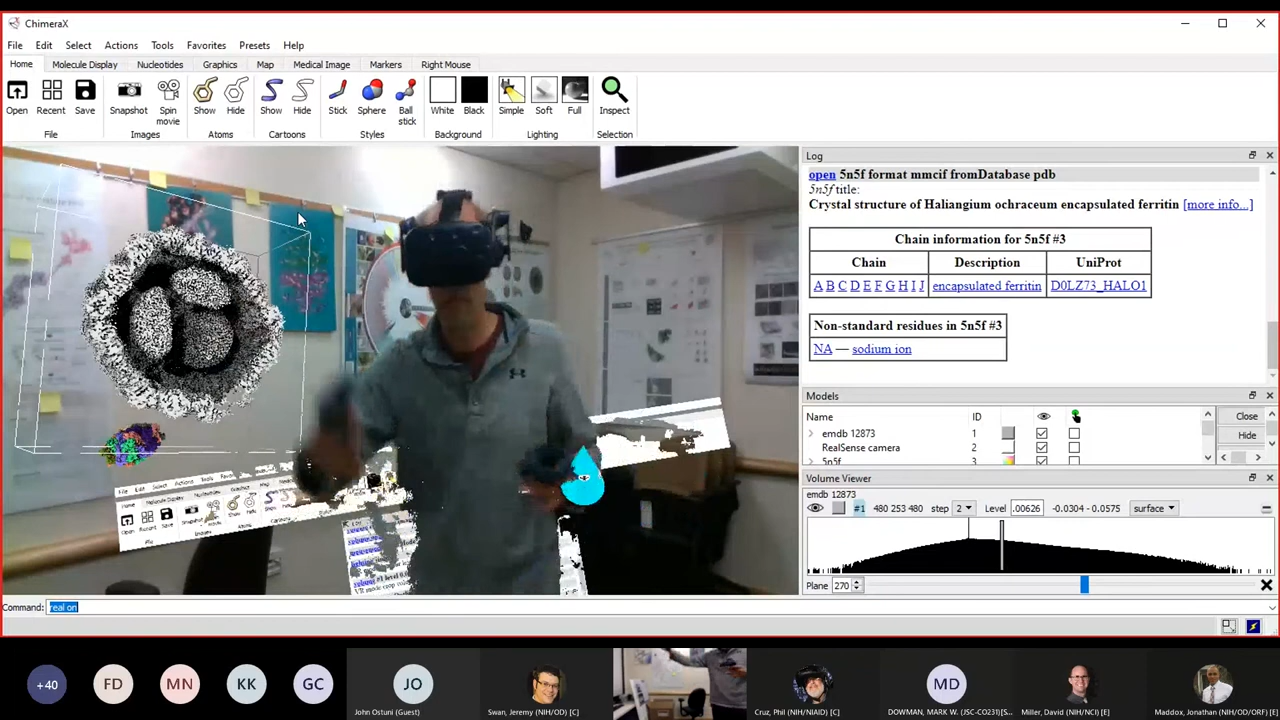 ChimeraX
File Edit Select Actions Tools Favorites Presets Help
Home Molecule Display Nucleotides Graphics Map Medical Image Markers Right Mouse
Open Recent Save Snapshot Spin movie Show Hide Show Hide Stick Sphere Ball stick White Black Simple Soft Full Inspect
File Images Atoms Cartoons Styles Background Lighting Selection
Log
open 5n5f format mmcif fromDatabase pdb
5n5f title:
Crystal structure of Haliangium ochraceum encapsulated ferritin [more info...]
Chain information for 5n5f #3
Chain Description UniProt
A B C D E F G H I J encapsulated ferritin D0LZ73_HALO1
Non-standard residues in 5n5f #3
NA — sodium ion
Models
Name ID
emdb 12873 1
RealSense camera 2
5n5f 3
Close
Hide
Volume Viewer
emdb 12873
#1 480 253 480 step 2 Level .00626 -0.0304 - 0.0575 surface
Plane 270
Command: real on
+40 FD MN KK GC JO MD
John Ostuni (Guest) Swan, Jeremy (NIH/OD) [C] Cruz, Phil (NIH/NIAID) [C] DOWMAN, MARK W. (JSC-CO231)[S... Miller, David (NIH/NCI) [E] Maddox, Jonathan (NIH/OD/ORF) [E]